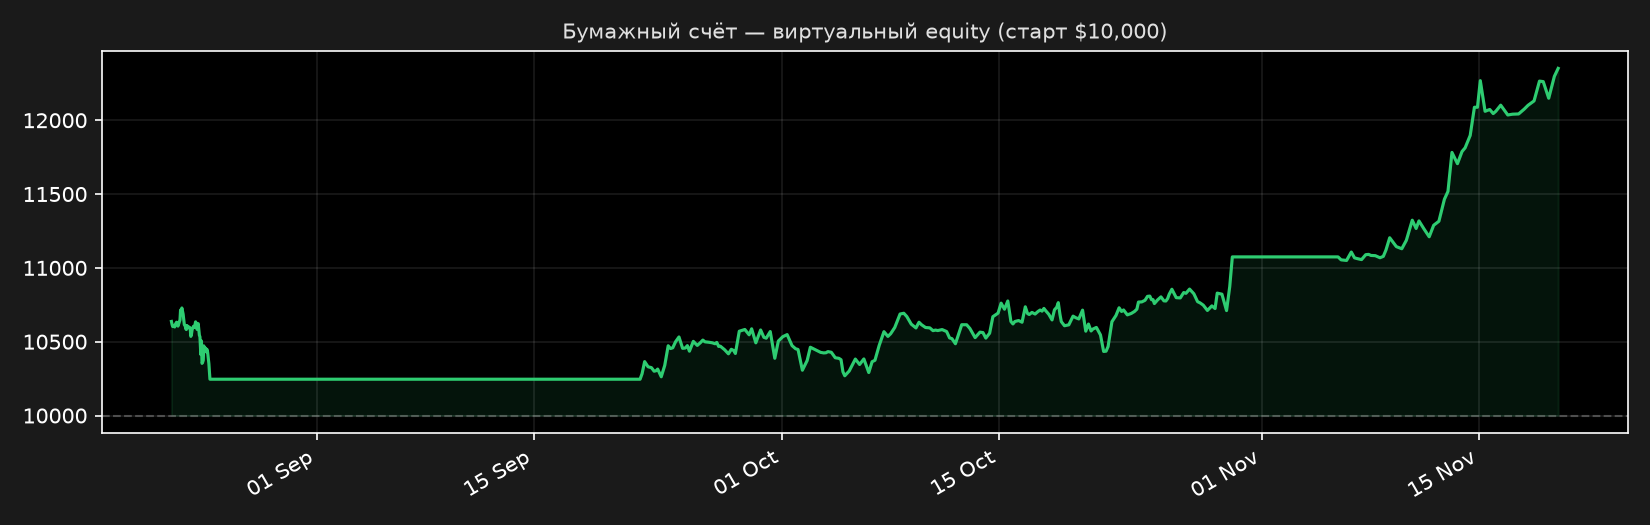 Бумажный счёт — виртуальный equity (старт $10,000)
12000
11500
11000
10500
10000
01 Sep
15 Sep
01 Oct
15 Oct
01 Nov
15 Nov